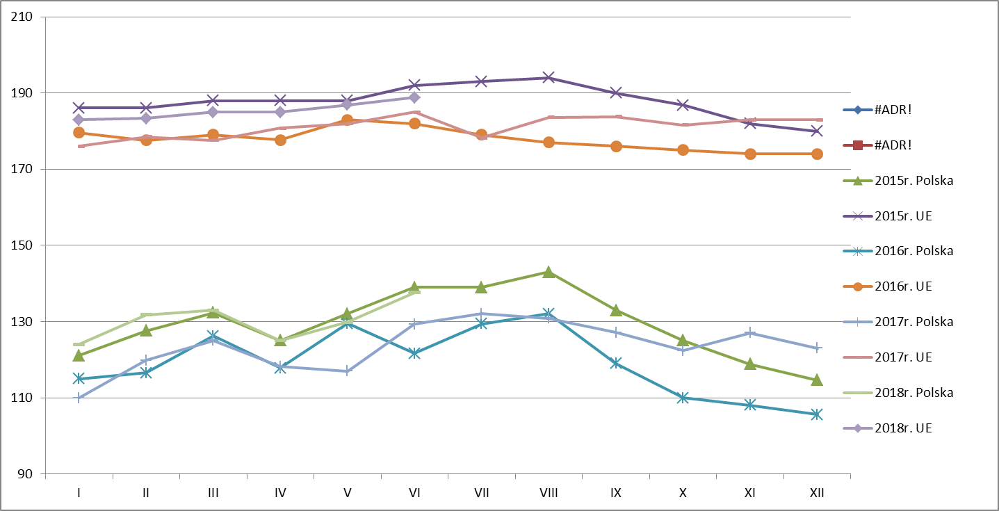 210
190
170
150
130
110
90
I II III IV V VI VII VIII IX X XI XII
#ADR!
#ADR!
2015r. Polska
2015r. UE
2016r. Polska
2016r. UE
2017r. Polska
2017r. UE
2018r. Polska
2018r. UE